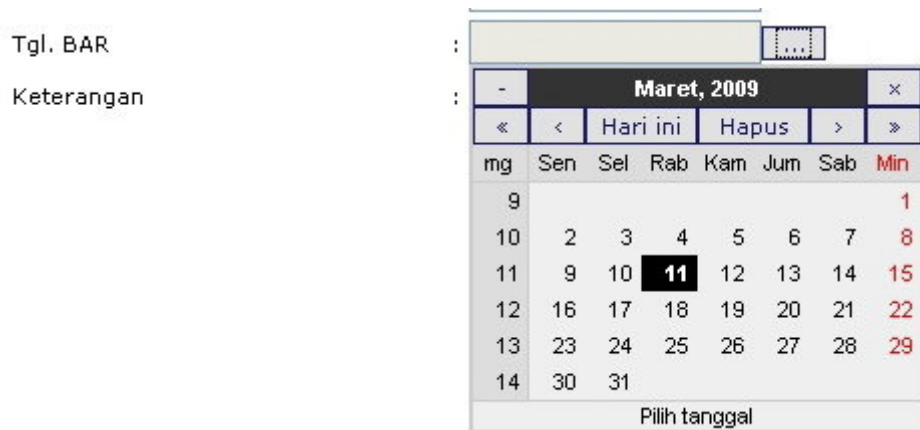 Tgl. BAR : ...
Keterangan :
- Maret, 2009 ×
« < Hari ini Hapus > »
mg Sen Sel Rab Kam Jum Sab Min
9 1
10 2 3 4 5 6 7 8
11 9 10 11 12 13 14 15
12 16 17 18 19 20 21 22
13 23 24 25 26 27 28 29
14 30 31
Pilih tanggal